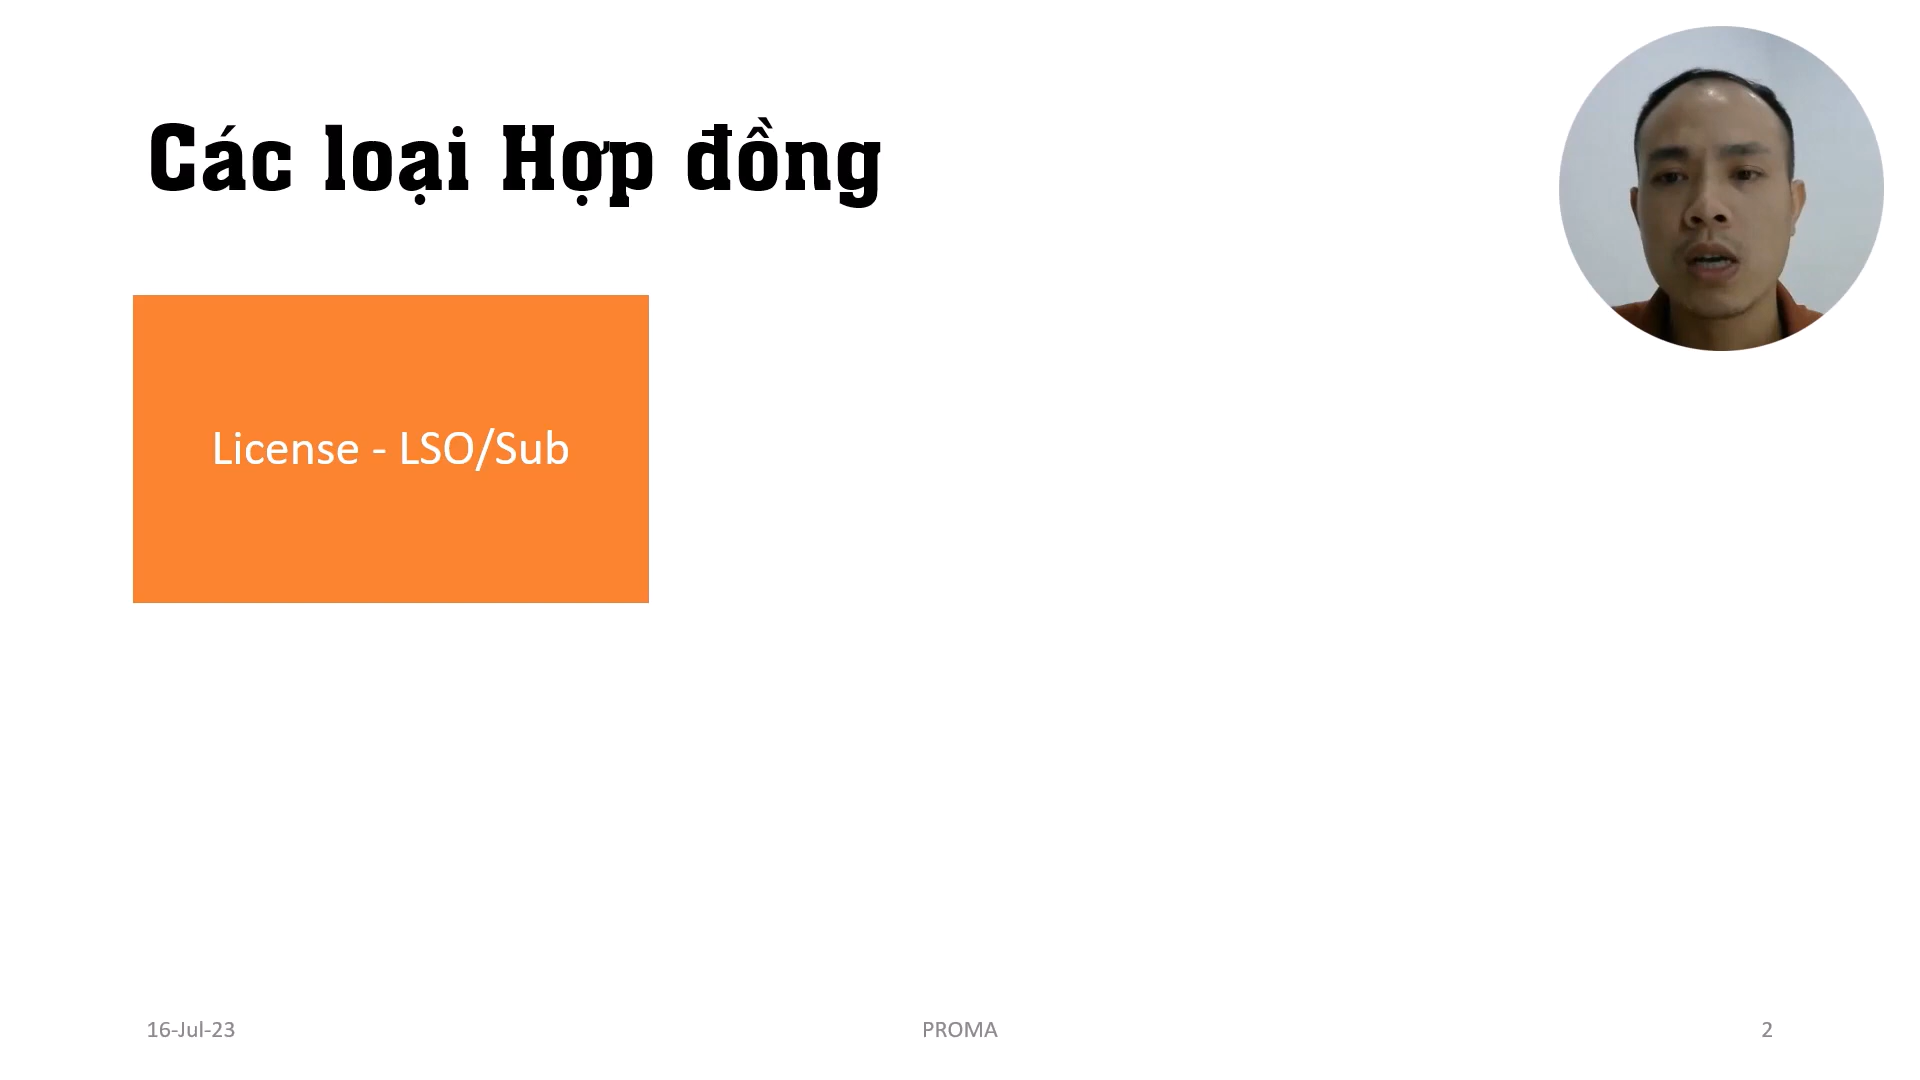 Các loại Hợp đồng
License - LSO/Sub
16-Jul-23
PROMA
2